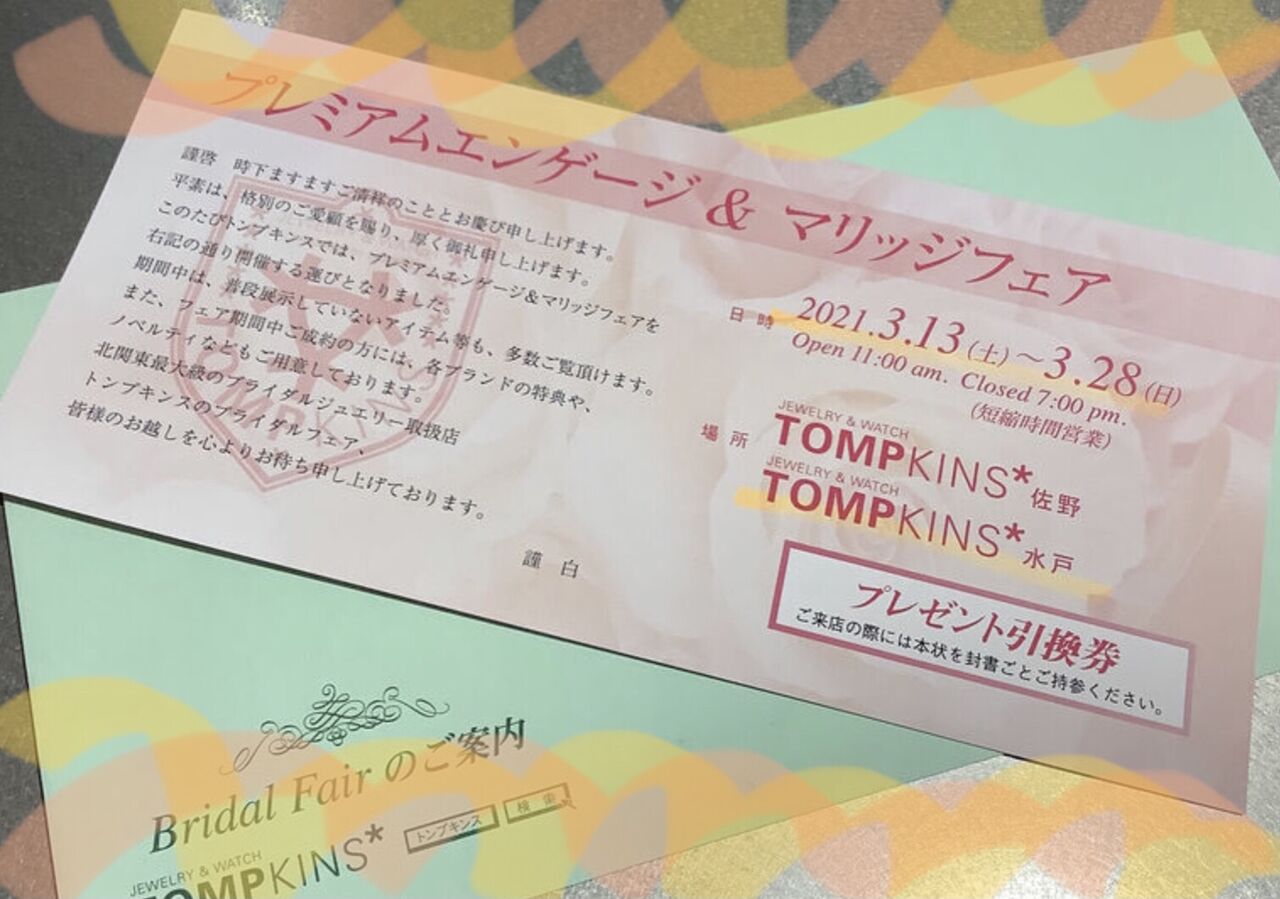 プレミアムエンゲージ & マリッジフェア
謹啓 時下ますますご清祥のこととお慶び申し上げます。
平素は、格別のご愛顧を賜り、厚く御礼申し上げます。
このたびトンプキンスでは、プレミアムエンゲージ&マリッジフェアを
右記の通り開催する運びとなりました。
期間中は、普段展示していないアイテム等も、多数ご覧頂けます。
また、フェア期間中ご成約の方には、各ブランドの特典や、
ノベルティなどもご用意しております。
北関東最大級のブライダルジュエリー取扱店
トンプキンスのブライダルフェア、
皆様のお越しを心よりお待ち申し上げております。
謹 白
日 時 2021.3.13(土)~3.28(日)
Open 11:00 am. Closed 7:00 pm.
(短縮時間営業)
場 所
JEWELRY & WATCH
TOMPKINS* 佐野
JEWELRY & WATCH
TOMPKINS* 水戸
プレゼント引換券
ご来店の際には本状を封書ごとご持参ください。
TOMPKINS
Bridal Fair のご案内
JEWELRY & WATCH
TOMPKINS*
トンプキンス 検索